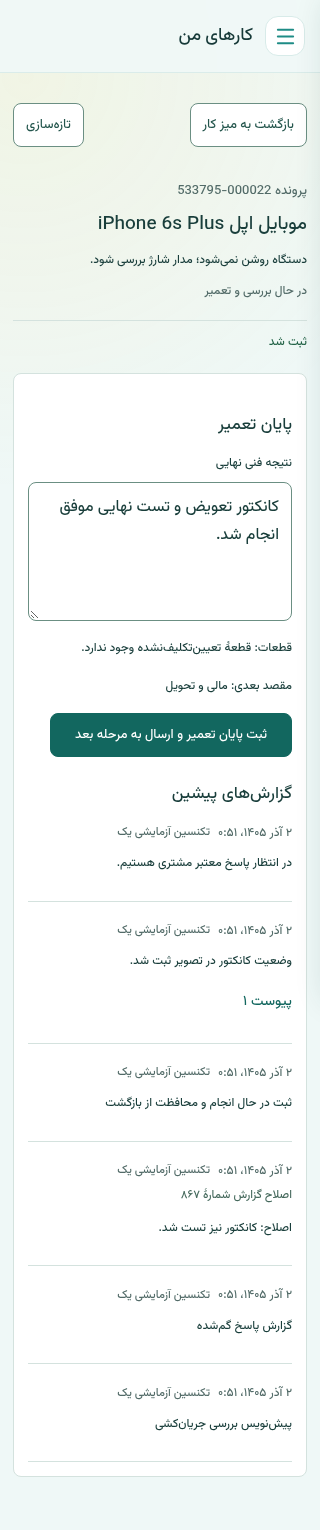 کارهای من
بازگشت به میز کار
تازه‌سازی
پرونده 000022-533795
موبایل اپل iPhone 6s Plus
دستگاه روشن نمی‌شود؛ مدار شارژ بررسی شود.
در حال بررسی و تعمیر
ثبت شد
پایان تعمیر
نتیجه فنی نهایی
کانکتور تعویض و تست نهایی موفق
انجام شد.
قطعات: قطعهٔ تعیین‌تکلیف‌نشده وجود ندارد.
مقصد بعدی: مالی و تحویل
ثبت پایان تعمیر و ارسال به مرحله بعد
گزارش‌های پیشین
۲ آذر ۱۴۰۵، ۰:۵۱ تکنسین آزمایشی یک
در انتظار پاسخ معتبر مشتری هستیم.
۲ آذر ۱۴۰۵، ۰:۵۱ تکنسین آزمایشی یک
وضعیت کانکتور در تصویر ثبت شد.
پیوست ۱
۲ آذر ۱۴۰۵، ۰:۵۱ تکنسین آزمایشی یک
ثبت در حال انجام و محافظت از بازگشت
۲ آذر ۱۴۰۵، ۰:۵۱ تکنسین آزمایشی یک
اصلاح گزارش شمارهٔ ۸۶۷
اصلاح: کانکتور نیز تست شد.
۲ آذر ۱۴۰۵، ۰:۵۱ تکنسین آزمایشی یک
گزارش پاسخ گم‌شده
۲ آذر ۱۴۰۵، ۰:۵۱ تکنسین آزمایشی یک
پیش‌نویس بررسی جریان‌کشی